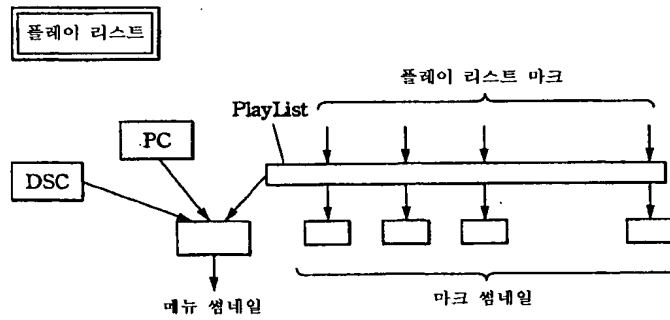 플레이 리스트
플레이 리스트 마크
PlayList
PC
DSC
메뉴 썸네일
마크 썸네일